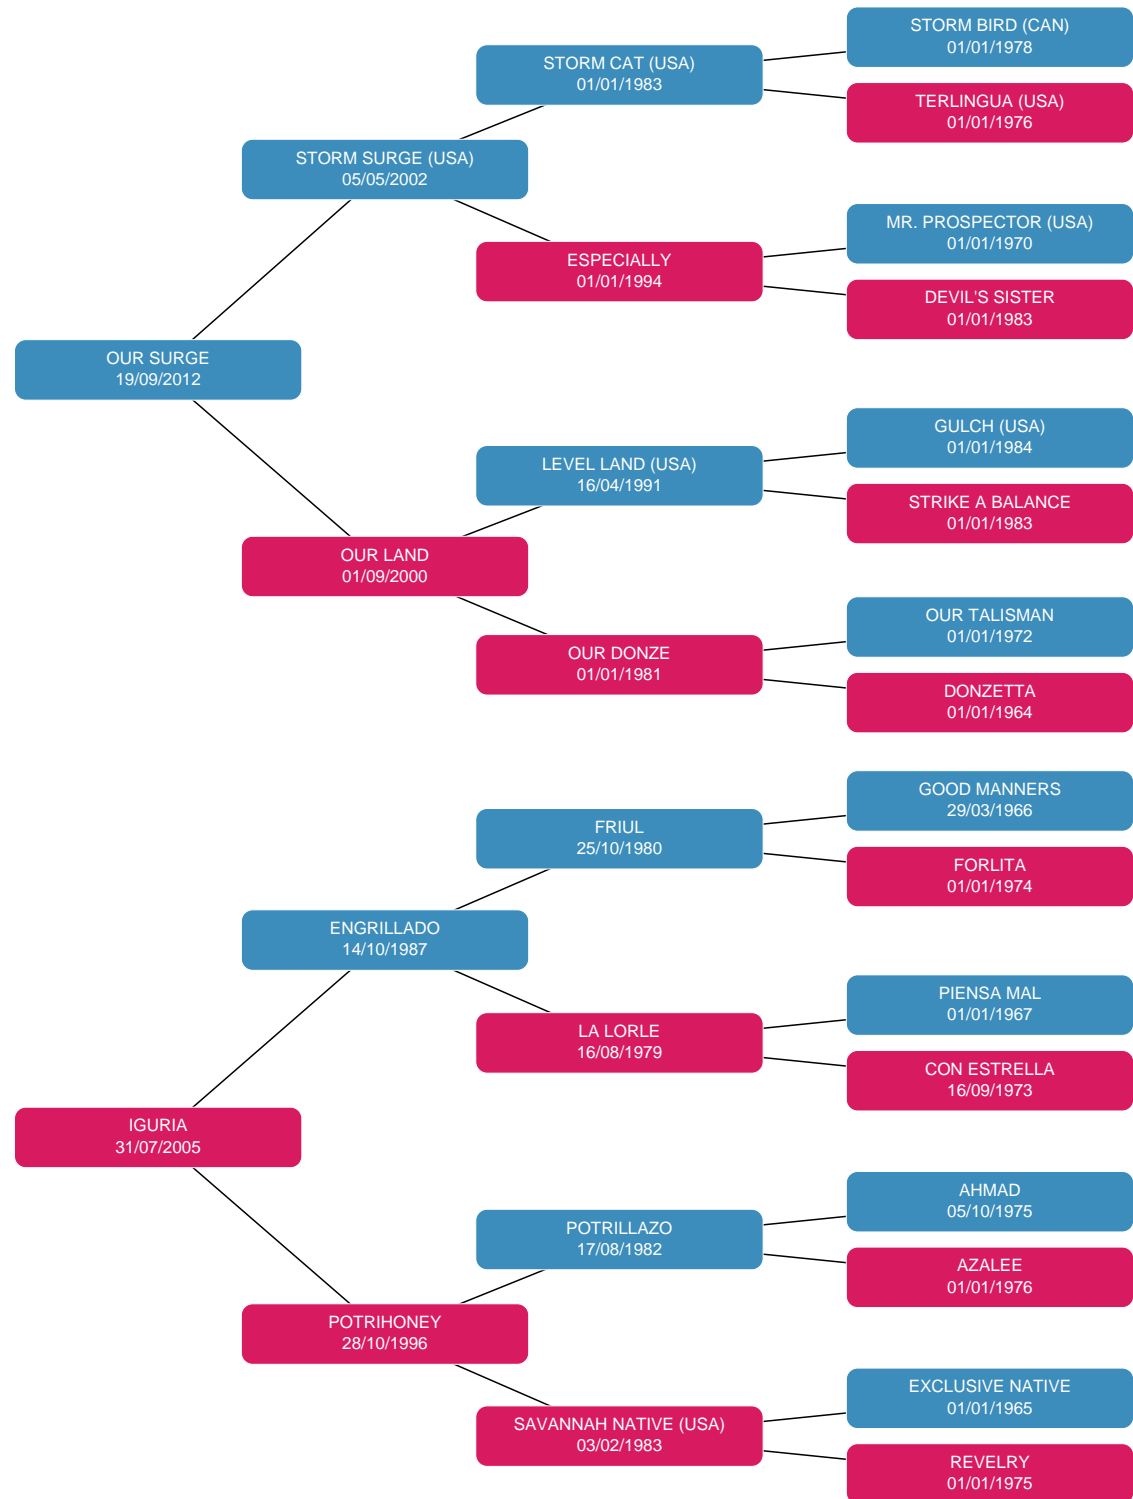 STORM BIRD (CAN)
01/01/1978
STORM CAT (USA)
01/01/1983
TERLINGUA (USA)
01/01/1976
STORM SURGE (USA)
05/05/2002
MR. PROSPECTOR (USA)
01/01/1970
ESPECIALLY
01/01/1994
DEVIL'S SISTER
01/01/1983
OUR SURGE
19/09/2012
GULCH (USA)
01/01/1984
LEVEL LAND (USA)
16/04/1991
STRIKE A BALANCE
01/01/1983
OUR LAND
01/09/2000
OUR TALISMAN
01/01/1972
OUR DONZE
01/01/1981
DONZETTA
01/01/1964
GOOD MANNERS
29/03/1966
FRIUL
25/10/1980
FORLITA
01/01/1974
ENGRILLADO
14/10/1987
PIENSA MAL
01/01/1967
LA LORLE
16/08/1979
CON ESTRELLA
16/09/1973
IGURIA
31/07/2005
AHMAD
05/10/1975
POTRILLAZO
17/08/1982
AZALEE
01/01/1976
POTRIHONEY
28/10/1996
EXCLUSIVE NATIVE
01/01/1965
SAVANNAH NATIVE (USA)
03/02/1983
REVELRY
01/01/1975